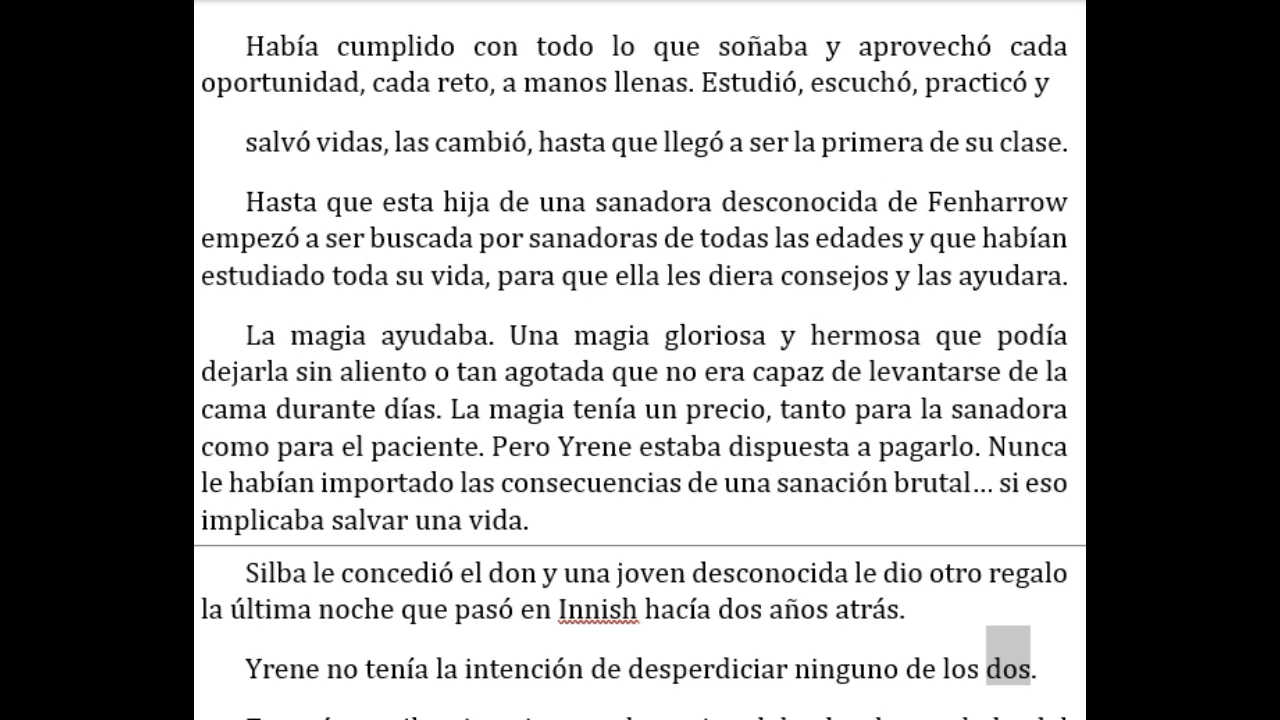 Había cumplido con todo lo que soñaba y aprovechó cada
oportunidad, cada reto, a manos llenas. Estudió, escuchó, practicó y
salvó vidas, las cambió, hasta que llegó a ser la primera de su clase.
Hasta que esta hija de una sanadora desconocida de Fenharrow
empezó a ser buscada por sanadoras de todas las edades y que habían
estudiado toda su vida, para que ella les diera consejos y las ayudara.
La magia ayudaba. Una magia gloriosa y hermosa que podía
dejarla sin aliento o tan agotada que no era capaz de levantarse de la
cama durante días. La magia tenía un precio, tanto para la sanadora
como para el paciente. Pero Yrene estaba dispuesta a pagarlo. Nunca
le habían importado las consecuencias de una sanación brutal… si eso
implicaba salvar una vida.
Silba le concedió el don y una joven desconocida le dio otro regalo
la última noche que pasó en Innish hacía dos años atrás.
Yrene no tenía la intención de desperdiciar ninguno de los dos.